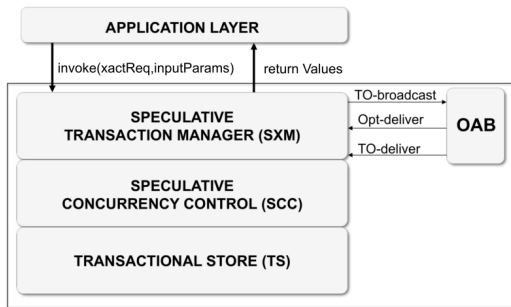 APPLICATION LAYER
invoke(xactReq,inputParams)
return Values
SPECULATIVE
TRANSACTION MANAGER (SXM)
TO-broadcast
Opt-deliver
TO-deliver
OAB
SPECULATIVE
CONCURRENCY CONTROL (SCC)
TRANSACTIONAL STORE (TS)